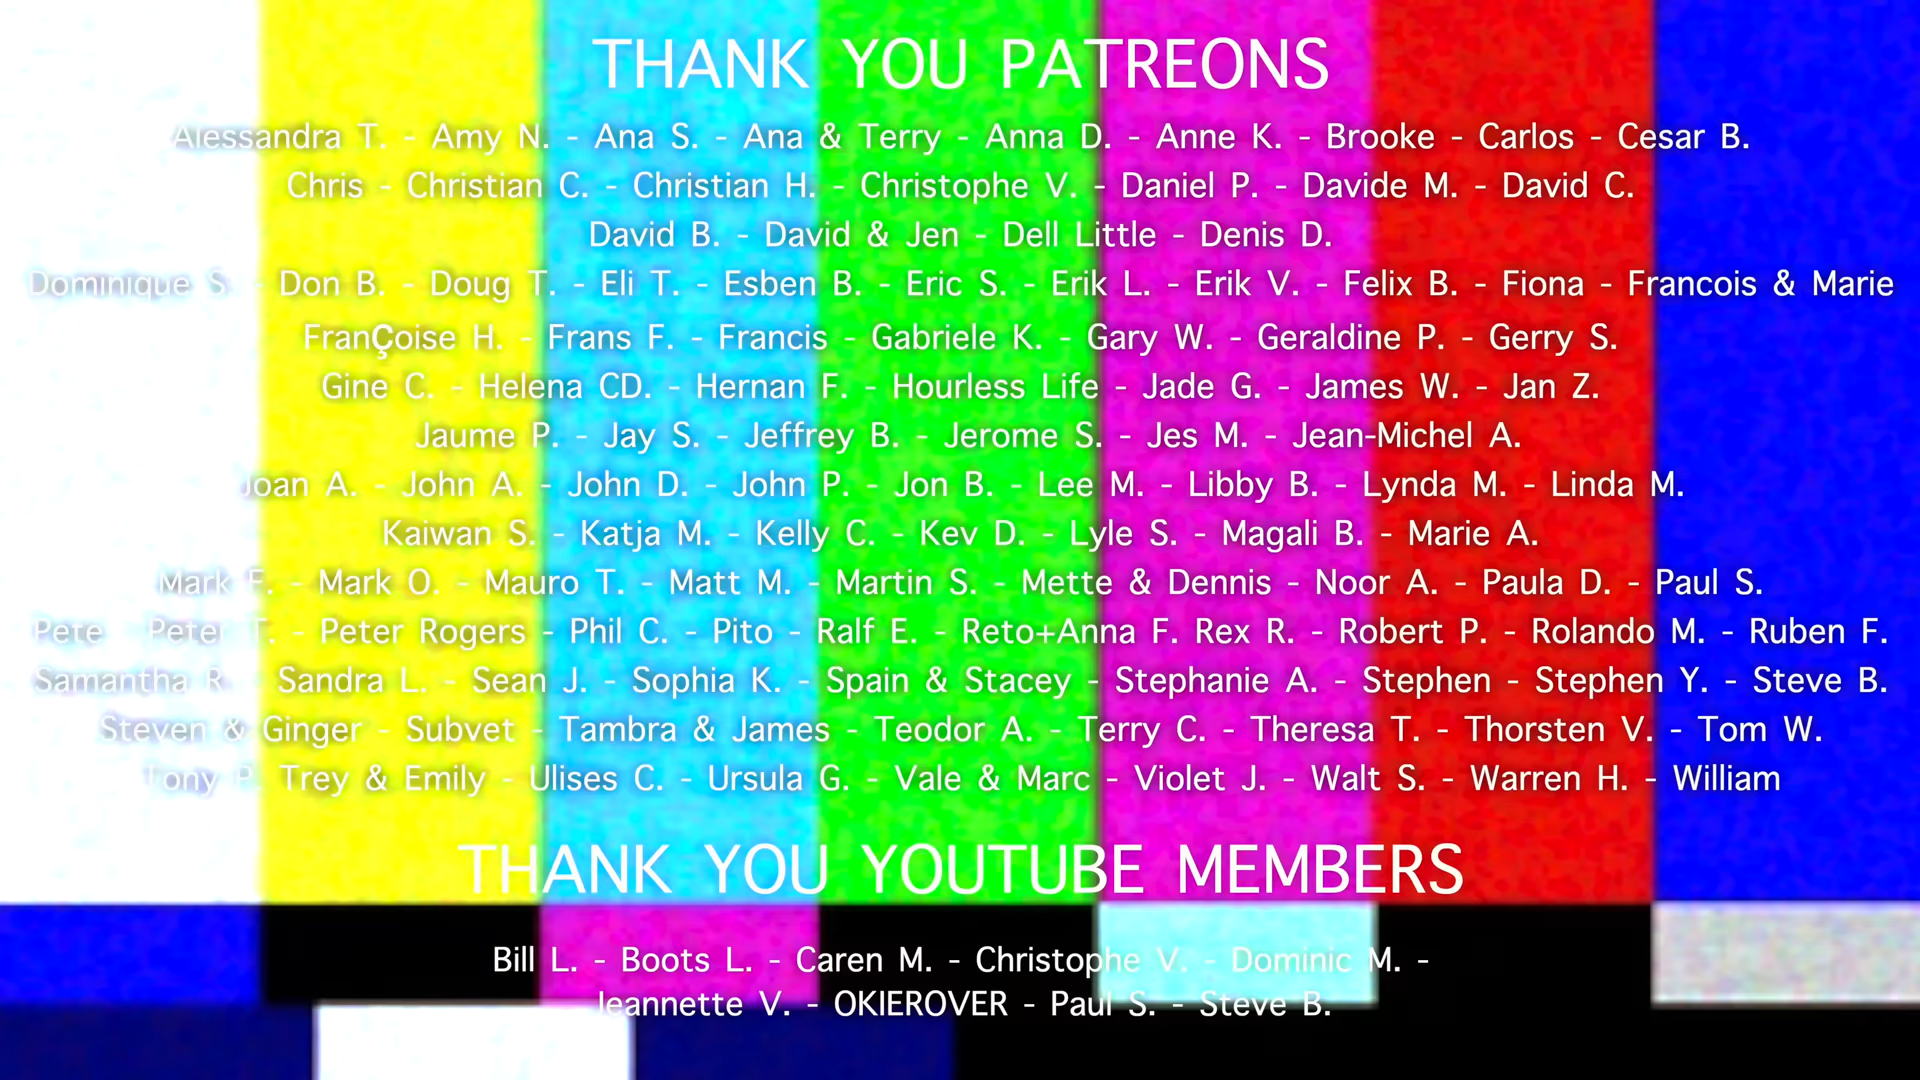 THANK YOU PATREONS
Alessandra T. - Amy N. - Ana S. - Ana & Terry - Anna D. - Anne K. - Brooke - Carlos - Cesar B.
Chris - Christian C. - Christian H. - Christophe V. - Daniel P. - Davide M. - David C.
David B. - David & Jen - Dell Little - Denis D.
Dominique S. - Don B. - Doug T. - Eli T. - Esben B. - Eric S. - Erik L. - Erik V. - Felix B. - Fiona - Francois & Marie
FranÇoise H. - Frans F. - Francis - Gabriele K. - Gary W. - Geraldine P. - Gerry S.
Gine C. - Helena CD. - Hernan F. - Hourless Life - Jade G. - James W. - Jan Z.
Jaume P. - Jay S. - Jeffrey B. - Jerome S. - Jes M. - Jean-Michel A.
Joan A. - John A. - John D. - John P. - Jon B. - Lee M. - Libby B. - Lynda M. - Linda M.
Kaiwan S. - Katja M. - Kelly C. - Kev D. - Lyle S. - Magali B. - Marie A.
Mark F. - Mark O. - Mauro T. - Matt M. - Martin S. - Mette & Dennis - Noor A. - Paula D. - Paul S.
Pete - Peter T. - Peter Rogers - Phil C. - Pito - Ralf E. - Reto+Anna F. Rex R. - Robert P. - Rolando M. - Ruben F.
Samantha R. - Sandra L. - Sean J. - Sophia K. - Spain & Stacey - Stephanie A. - Stephen - Stephen Y. - Steve B.
Steven & Ginger - Subvet - Tambra & James - Teodor A. - Terry C. - Theresa T. - Thorsten V. - Tom W.
Tony P. Trey & Emily - Ulises C. - Ursula G. - Vale & Marc - Violet J. - Walt S. - Warren H. - William
THANK YOU YOUTUBE MEMBERS
Bill L. - Boots L. - Caren M. - Christophe V. - Dominic M. -
Jeannette V. - OKIEROVER - Paul S. - Steve B.